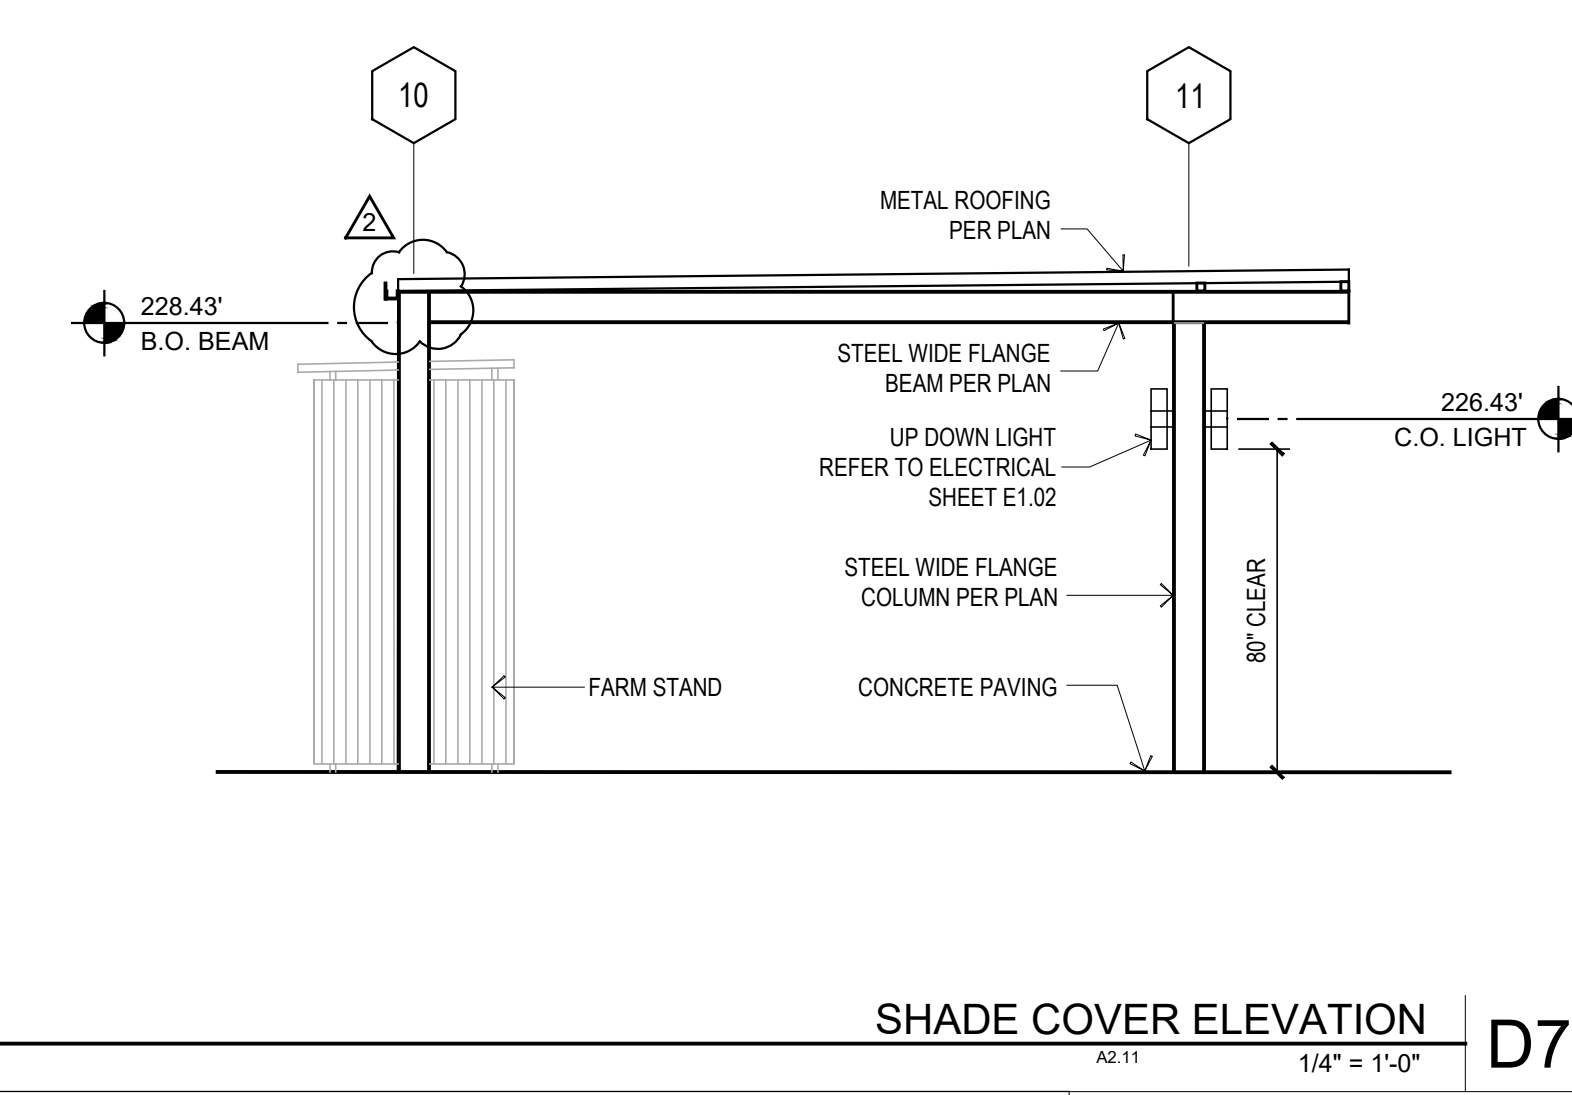 10
11
2
METAL ROOFING
PER PLAN
228.43'
B.O. BEAM
STEEL WIDE FLANGE
BEAM PER PLAN
226.43'
C.O. LIGHT
UP DOWN LIGHT
REFER TO ELECTRICAL
SHEET E1.02
STEEL WIDE FLANGE
COLUMN PER PLAN
80" CLEAR
FARM STAND
CONCRETE PAVING
SHADE COVER ELEVATION
D7
A2.11
1/4" = 1'-0"